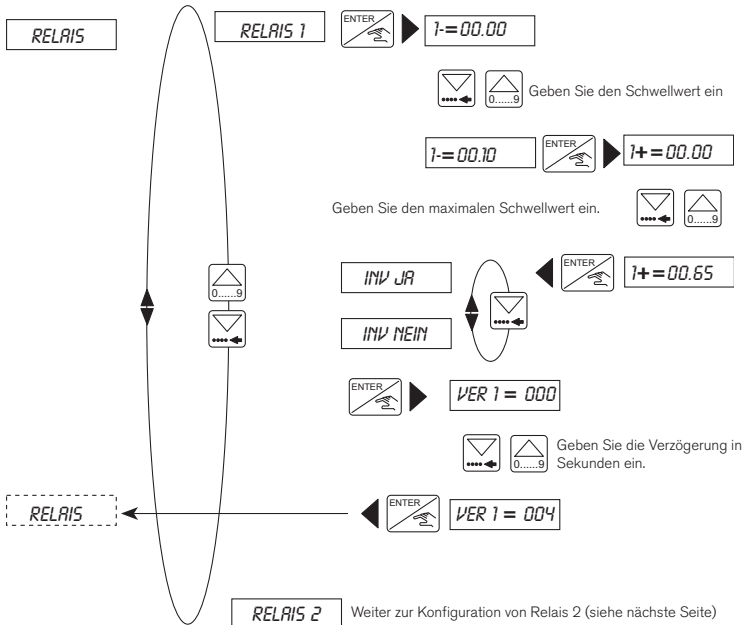 RELAIS
RELAIS 1
ENTER
1-=00.00
0......9
Geben Sie den Schwellwert ein
1-=00.10
ENTER
1+=00.00
Geben Sie den maximalen Schwellwert ein.
0......9
INV JA
ENTER
1+=00.65
0......9
INV NEIN
ENTER
VER 1 = 000
0......9
Geben Sie die Verzögerung in
Sekunden ein.
RELAIS
ENTER
VER 1 = 004
RELAIS 2
Weiter zur Konfiguration von Relais 2 (siehe nächste Seite)